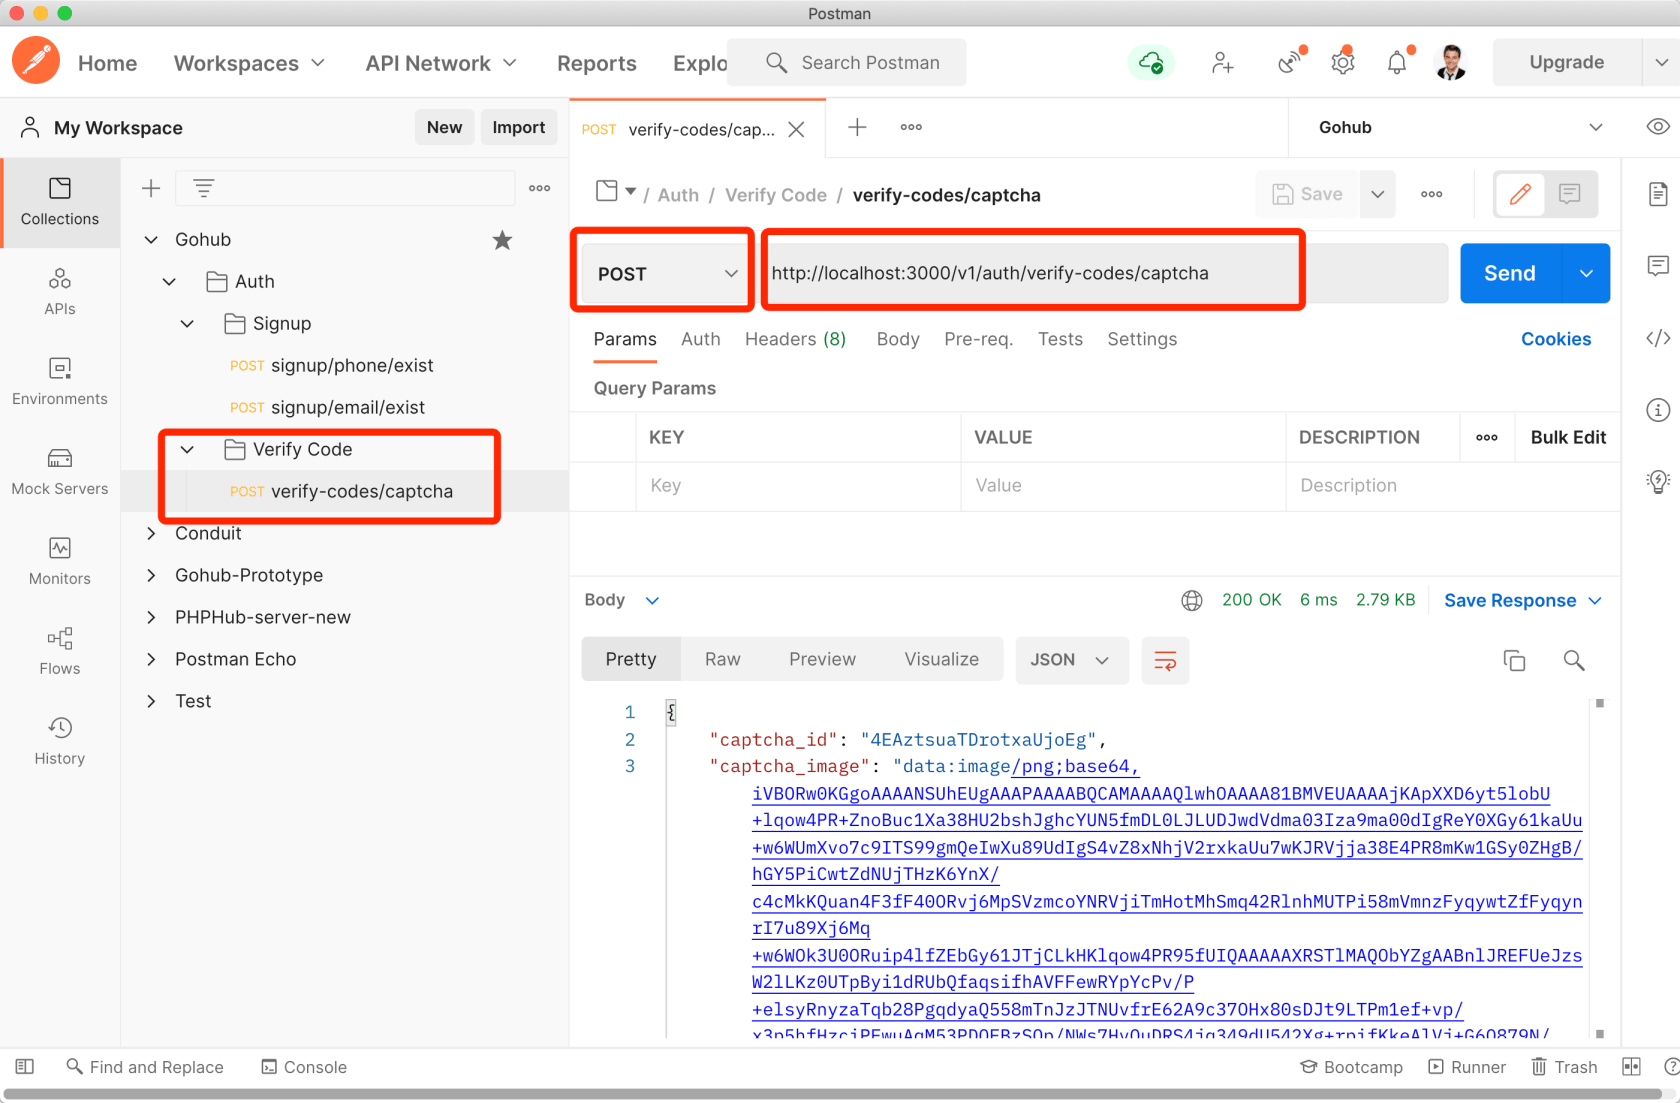 Postman
Home
Workspaces
API Network
Reports
Explo
Search Postman
Upgrade
My Workspace
New
Import
POST verify-codes/cap...
Gohub
Collections
APIs
Environments
Mock Servers
Monitors
Flows
History
Gohub
Auth
Signup
POST signup/phone/exist
POST signup/email/exist
Verify Code
POST verify-codes/captcha
Conduit
Gohub-Prototype
PHPHub-server-new
Postman Echo
Test
/ Auth / Verify Code / verify-codes/captcha
Save
POST
http://localhost:3000/v1/auth/verify-codes/captcha
Send
Params Auth Headers (8) Body Pre-req. Tests Settings
Cookies
Query Params
KEY VALUE DESCRIPTION Bulk Edit
Key Value Description
Body
200 OK 6 ms 2.79 KB Save Response
Pretty Raw Preview Visualize JSON
1 {
2 "captcha_id": "4EAztsuaTDrotxaUjoEg",
3 "captcha_image": "data:image/png;base64,
iVBORw0KGgoAAAANSUhEUgAAAPAAAABQCAMAAAAQlwhOAAAA81BMVEUAAAAjKApXXD6yt5lobU
+lqow4PR+ZnoBuc1Xa38HU2bshJghcYUN5fmDL0LJLUDJwdVdma03Iza9ma00dIgReY0XGy61kaUu
+w6WUmXvo7c9ITS99gmQeIwXu89UdIgS4vZ8xNhjV2rxkaUu7wKJRVjja38E4PR8mKw1GSy0ZHgB/
hGY5PiCwtZdNUjTHzK6YnX/
c4cMkKQuan4F3fF40ORvj6MpSVzmcoYNRVjiTmHotMhSmq42RlnhMUTPi58mVmnzFyqywtZfFyqyn
rI7u89Xj6Mq
+w6WOk3U0ORuip4lfZEbGy61JTjCLkHKlqow4PR95fUIQAAAAAXRSTlMAQObYZgAABnlJREFUeJzs
W2lLKz0UTpByi1dRUbQfaqsifhAVFFewRYpYcPv/P
+elsyRnyzaTqb28PgqdyaQ558mTnJzJTNUvfrE62A9c37OHx80sDJt9LTPm1ef+vp/
Find and Replace
Console
Bootcamp
Runner
Trash